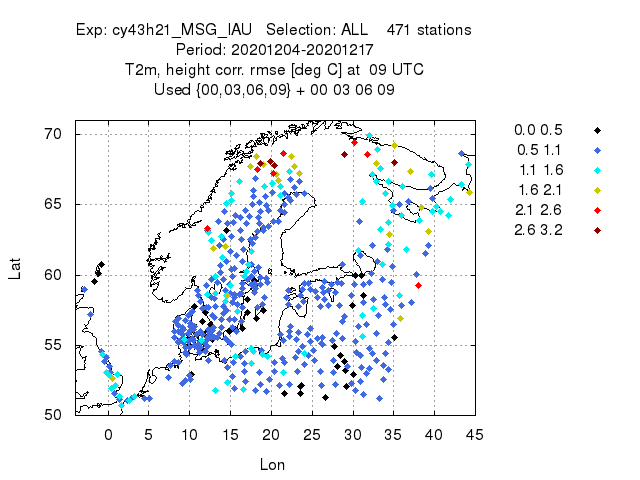 Exp: cy43h21_MSG_IAU Selection: ALL 471 stations
Period: 20201204-20201217
T2m, height corr. rmse [deg C] at 09 UTC
Used {00,03,06,09} + 00 03 06 09
70
65
60
55
50
Lat
0 5 10 15 20 25 30 35 40 45
Lon
0.0 0.5
0.5 1.1
1.1 1.6
1.6 2.1
2.1 2.6
2.6 3.2